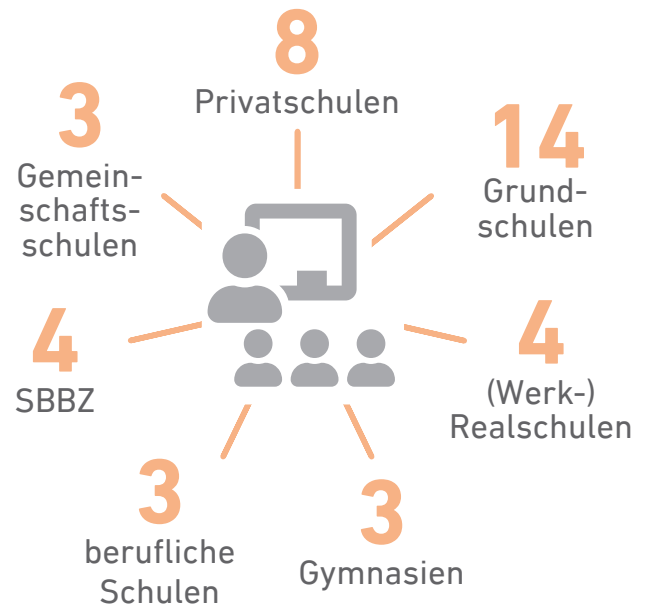 8
Privatschulen
14
Grund-
schulen
4
(Werk-)
Realschulen
3
Gymnasien
3
berufliche
Schulen
4
SBBZ
3
Gemein-
schafts-
schulen